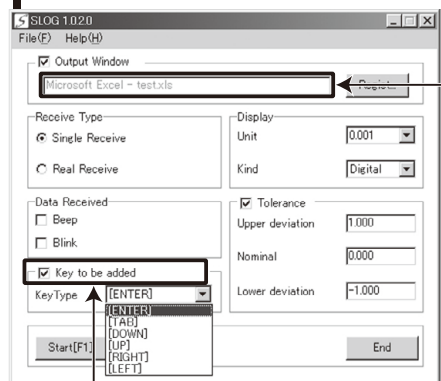 SLOG 1.0.2.0
File(F) Help(H)
Output Window
Microsoft Excel - test.xls
Regist...
Receive Type
Single Receive
Real Receive
Display
Unit 0.001
Kind Digital
Data Received
Beep
Blink
Tolerance
Upper deviation 1.000
Nominal 0.000
Lower deviation -1.000
Key to be added
KeyType [ENTER]
[ENTER]
[TAB]
[DOWN]
[UP]
[RIGHT]
[LEFT]
Start[F1]
End